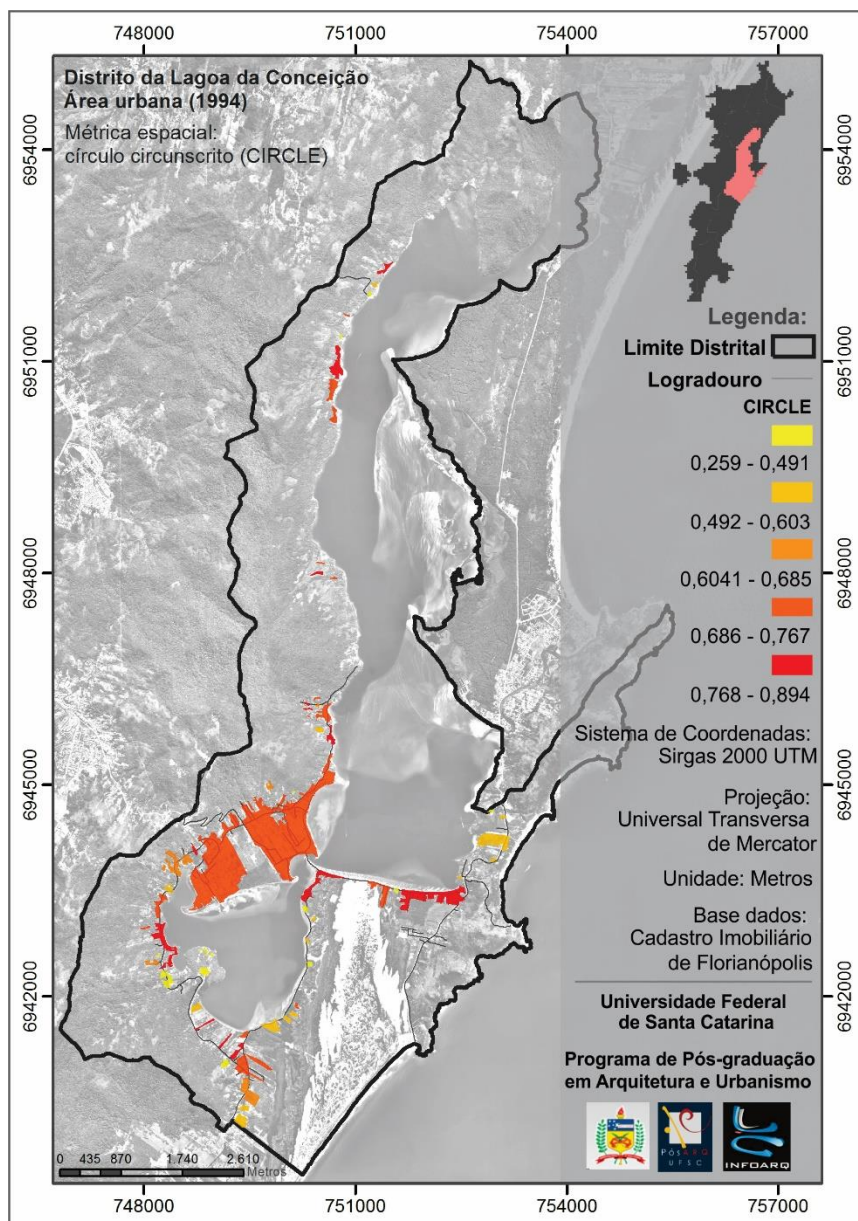 748000
751000
754000
757000
Distrito da Lagoa da Conceição
Área urbana (1994)
Métrica espacial:
círculo circunscrito (CIRCLE)
6954000
6951000
6948000
6945000
6942000
6954000
6951000
6948000
6945000
6942000
Legenda:
Limite Distrital
Logradouro
CIRCLE
0,259 - 0,491
0,492 - 0,603
0,6041 - 0,685
0,686 - 0,767
0,768 - 0,894
Sistema de Coordenadas:
Sirgas 2000 UTM
Projeção:
Universal Transversa
de Mercator
Unidade: Metros
Base dados:
Cadastro Imobiliário
de Florianópolis
Universidade Federal
de Santa Catarina
Programa de Pós-graduação
em Arquitetura e Urbanismo
PósARQ
UFSC
INFOARQ
0 435 870 1.740 2.610
Metros
748000
751000
754000
757000